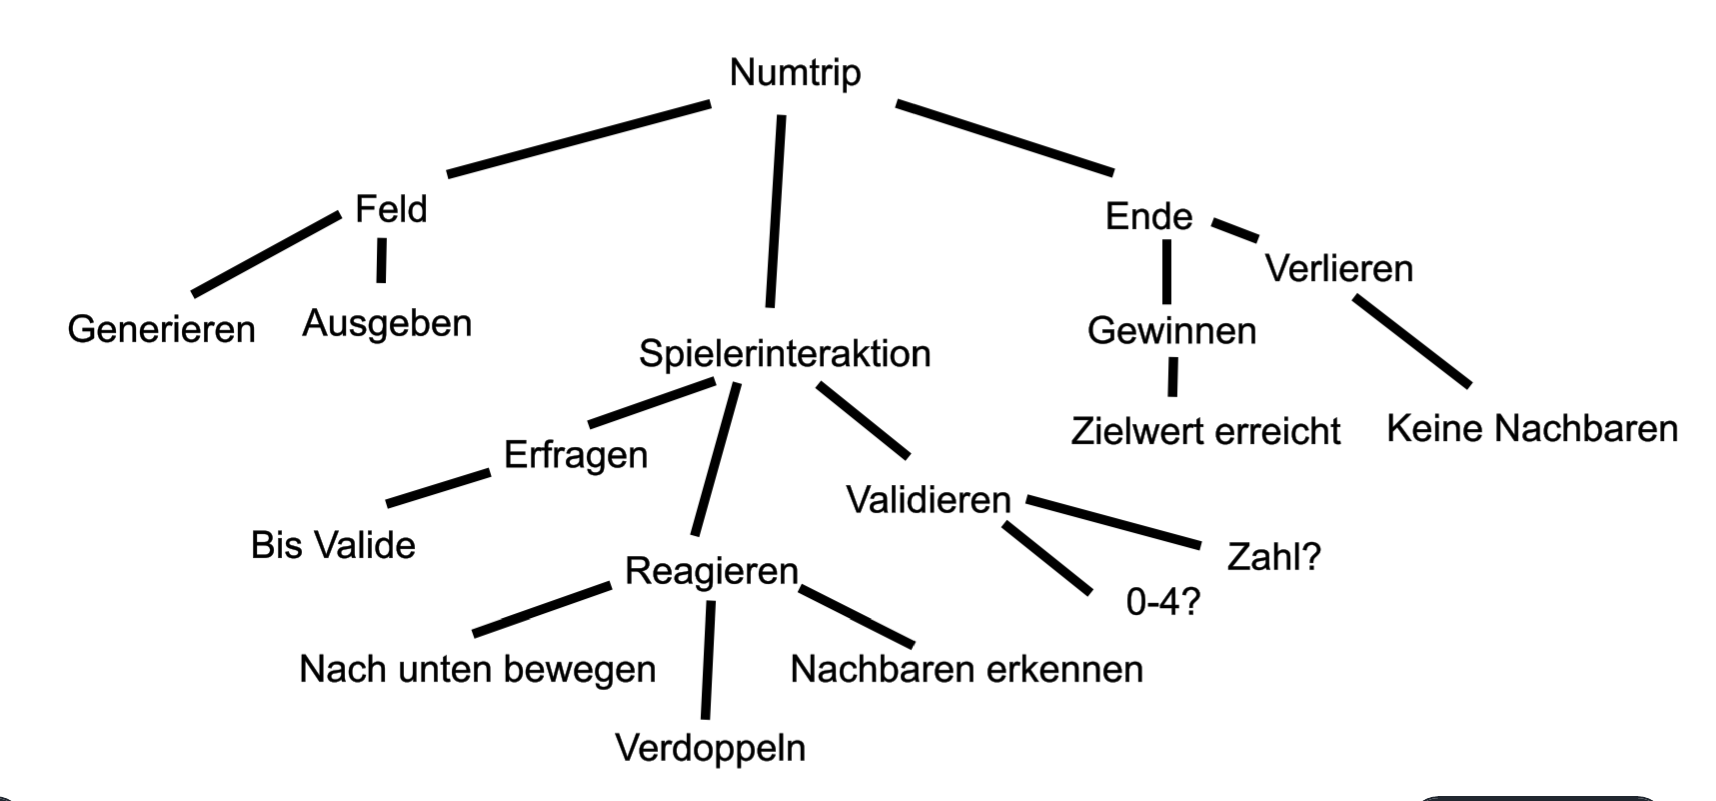 Numtrip
Feld
Ende
Verlieren
Generieren
Ausgeben
Gewinnen
Spielerinteraktion
Zielwert erreicht
Keine Nachbaren
Erfragen
Validieren
Bis Valide
Zahl?
Reagieren
0-4?
Nach unten bewegen
Nachbaren erkennen
Verdoppeln